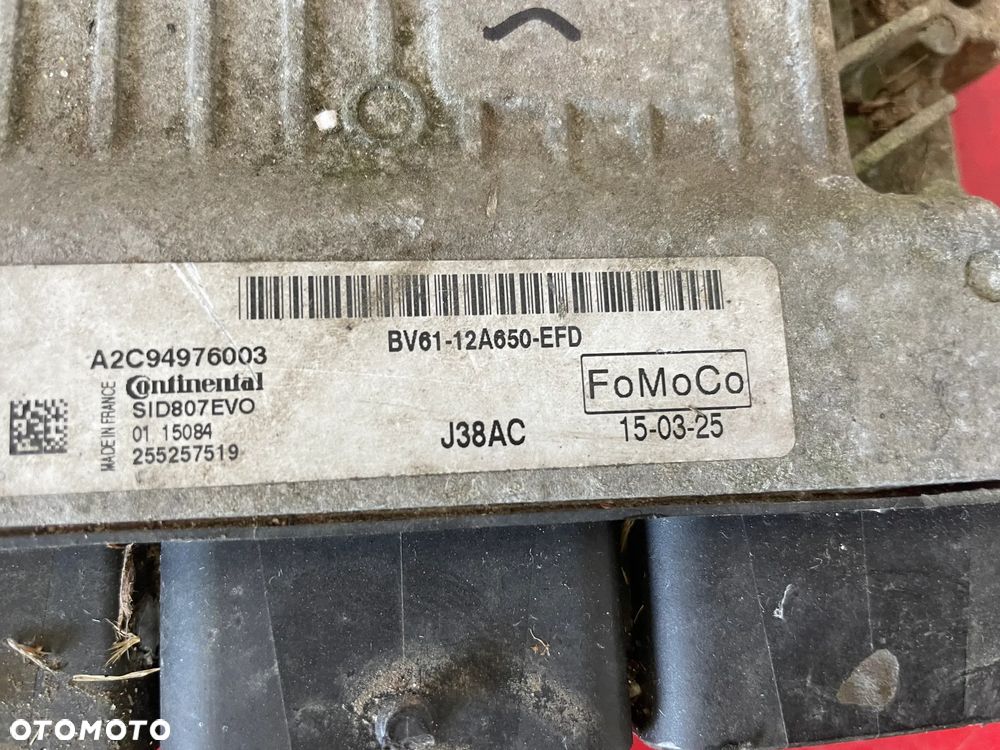 BV61-12A650-EFD
A2C94976003
Continental
SID807EVO
01 15084
255257519
MADE IN FRANCE
FoMoCo
J38AC
15-03-25
OTOMOTO